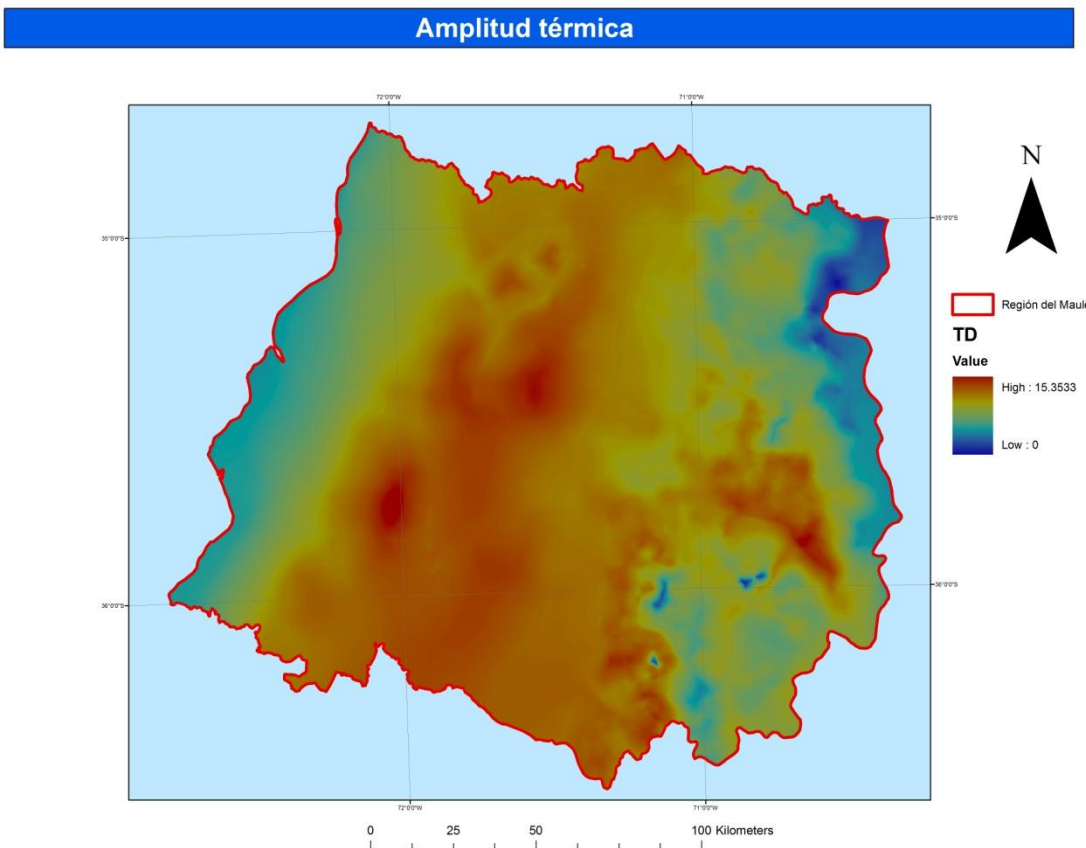 Amplitud térmica
72°0'0"W
71°0'0"W
35°0'0"S
35°0'0"S
N
Región del Maule
TD
Value
High : 15.3533
Low : 0
36°0'0"S
36°0'0"S
72°0'0"W
71°0'0"W
0 25 50 100 Kilometers